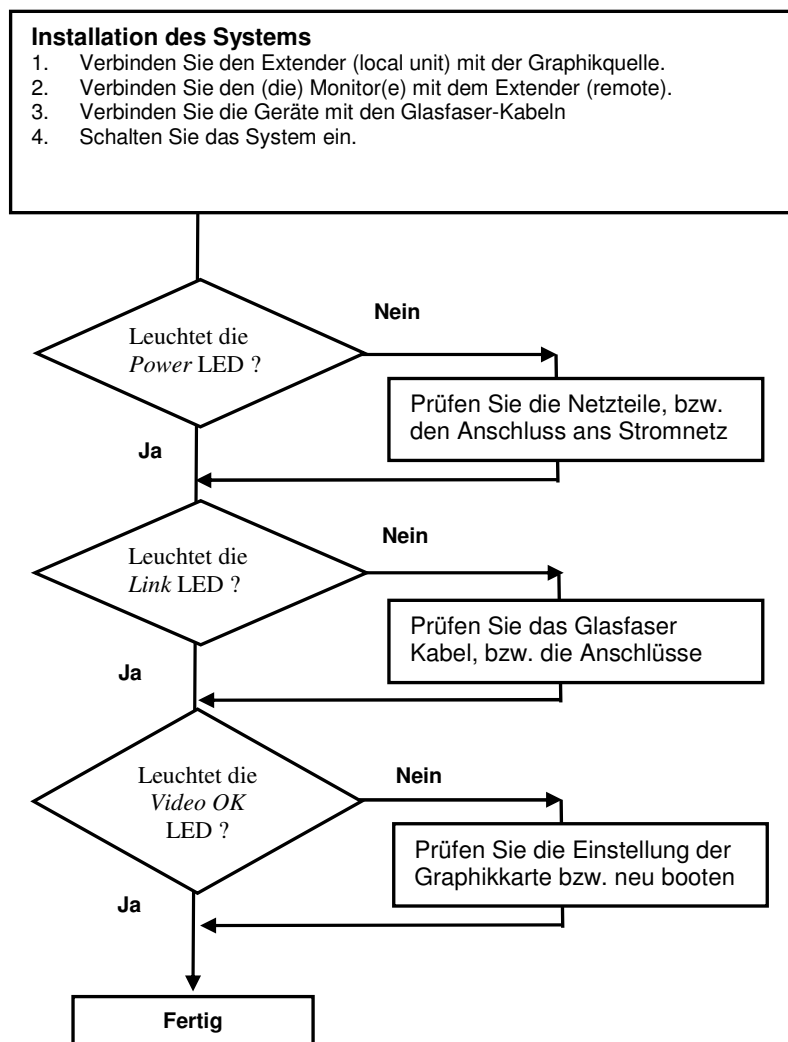 Installation des Systems
1. Verbinden Sie den Extender (local unit) mit der Graphikquelle.
2. Verbinden Sie den (die) Monitor(e) mit dem Extender (remote).
3. Verbinden Sie die Geräte mit den Glasfaser-Kabeln
4. Schalten Sie das System ein.
Nein
Leuchtet die
Power LED ?
Prüfen Sie die Netzteile, bzw.
den Anschluss ans Stromnetz
Ja
Nein
Leuchtet die
Link LED ?
Prüfen Sie das Glasfaser
Kabel, bzw. die Anschlüsse
Ja
Nein
Leuchtet die
Video OK
LED ?
Prüfen Sie die Einstellung der
Graphikkarte bzw. neu booten
Ja
Fertig